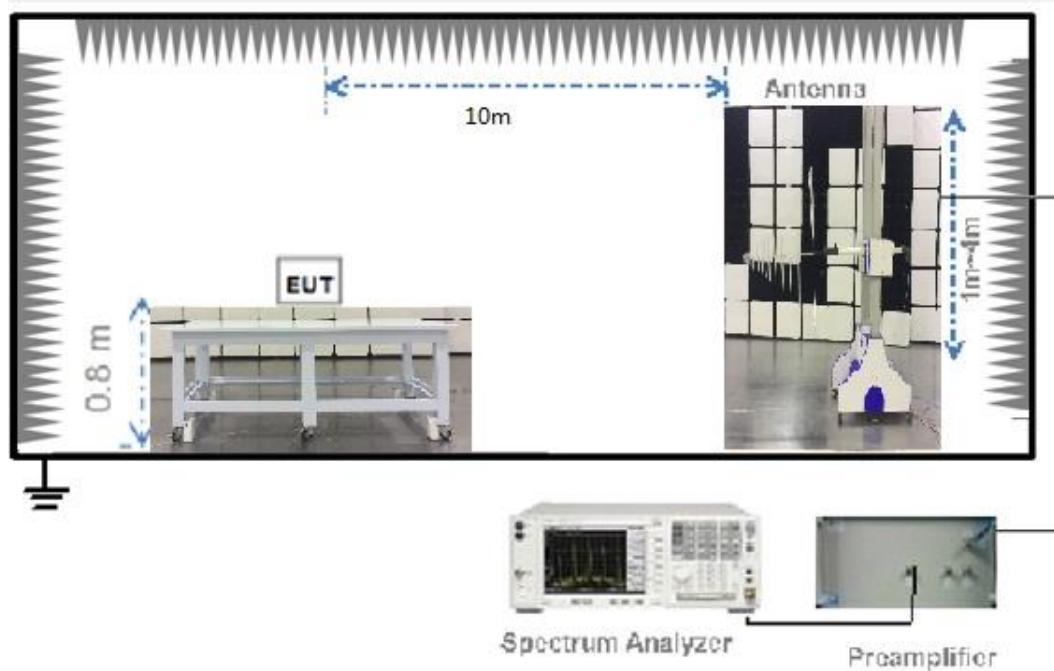 Antenna
10m
1m~4m
EUT
0.8 m
Spectrum Analyzer
Preamplifier